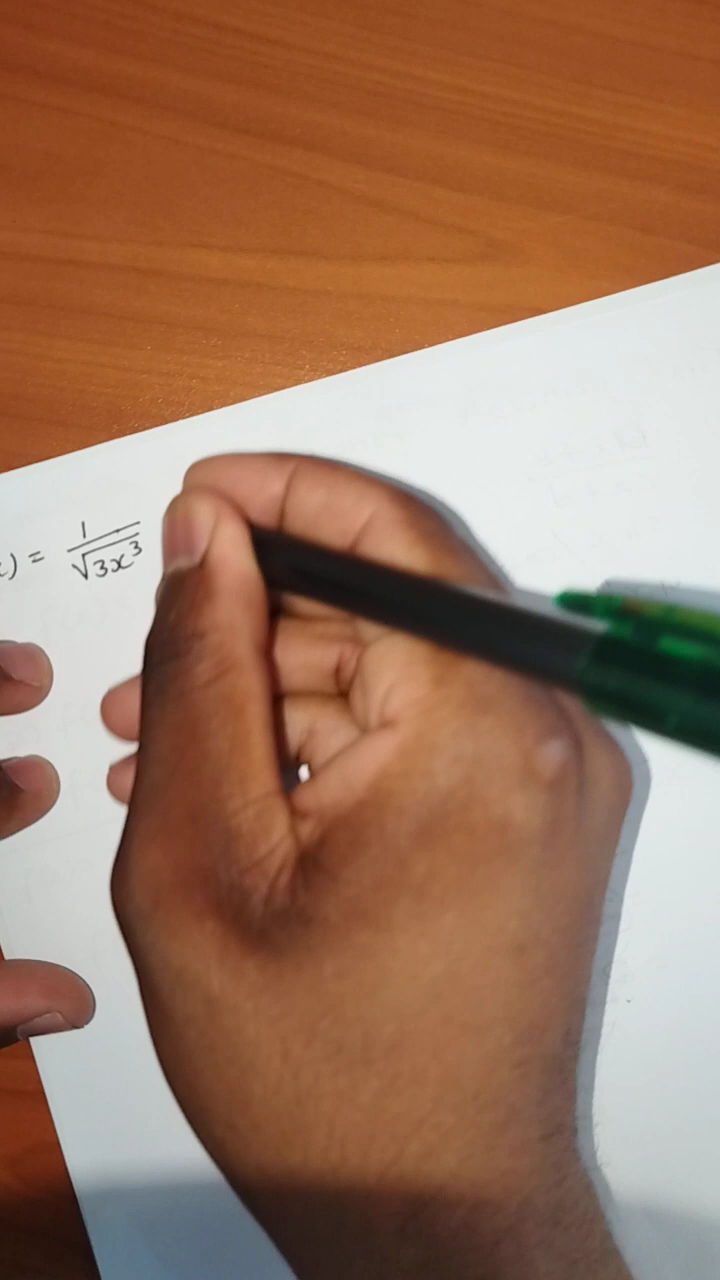 x) = 1/√3x³